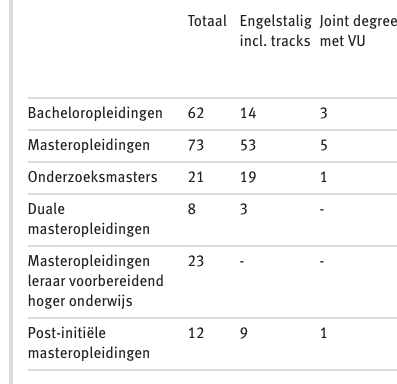 Totaal Engelstalig Joint degree
incl. tracks met VU
Bacheloropleidingen 62 14 3
Masteropleidingen 73 53 5
Onderzoeksmasters 21 19 1
Duale 8 3 -
masteropleidingen
Masteropleidingen 23 - -
leraar voorbereidend
hoger onderwijs
Post-initiële 12 9 1
masteropleidingen